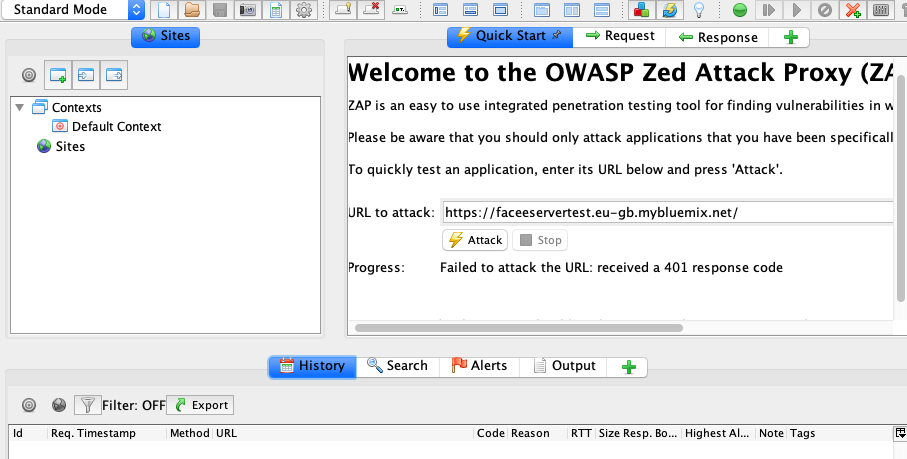 Standard Mode
Sites
Quick Start
Request
Response
Welcome to the OWASP Zed Attack Proxy (ZA
ZAP is an easy to use integrated penetration testing tool for finding vulnerabilities in w
Please be aware that you should only attack applications that you have been specifical
To quickly test an application, enter its URL below and press 'Attack'.
Contexts
Default Context
Sites
URL to attack: https://faceeservertest.eu-gb.mybluemix.net/
Attack
Stop
Progress: Failed to attack the URL: received a 401 response code
History
Search
Alerts
Output
Filter: OFF
Export
Id Req. Timestamp Method URL Code Reason RTT Size Resp. Bo... Highest Al... Note Tags